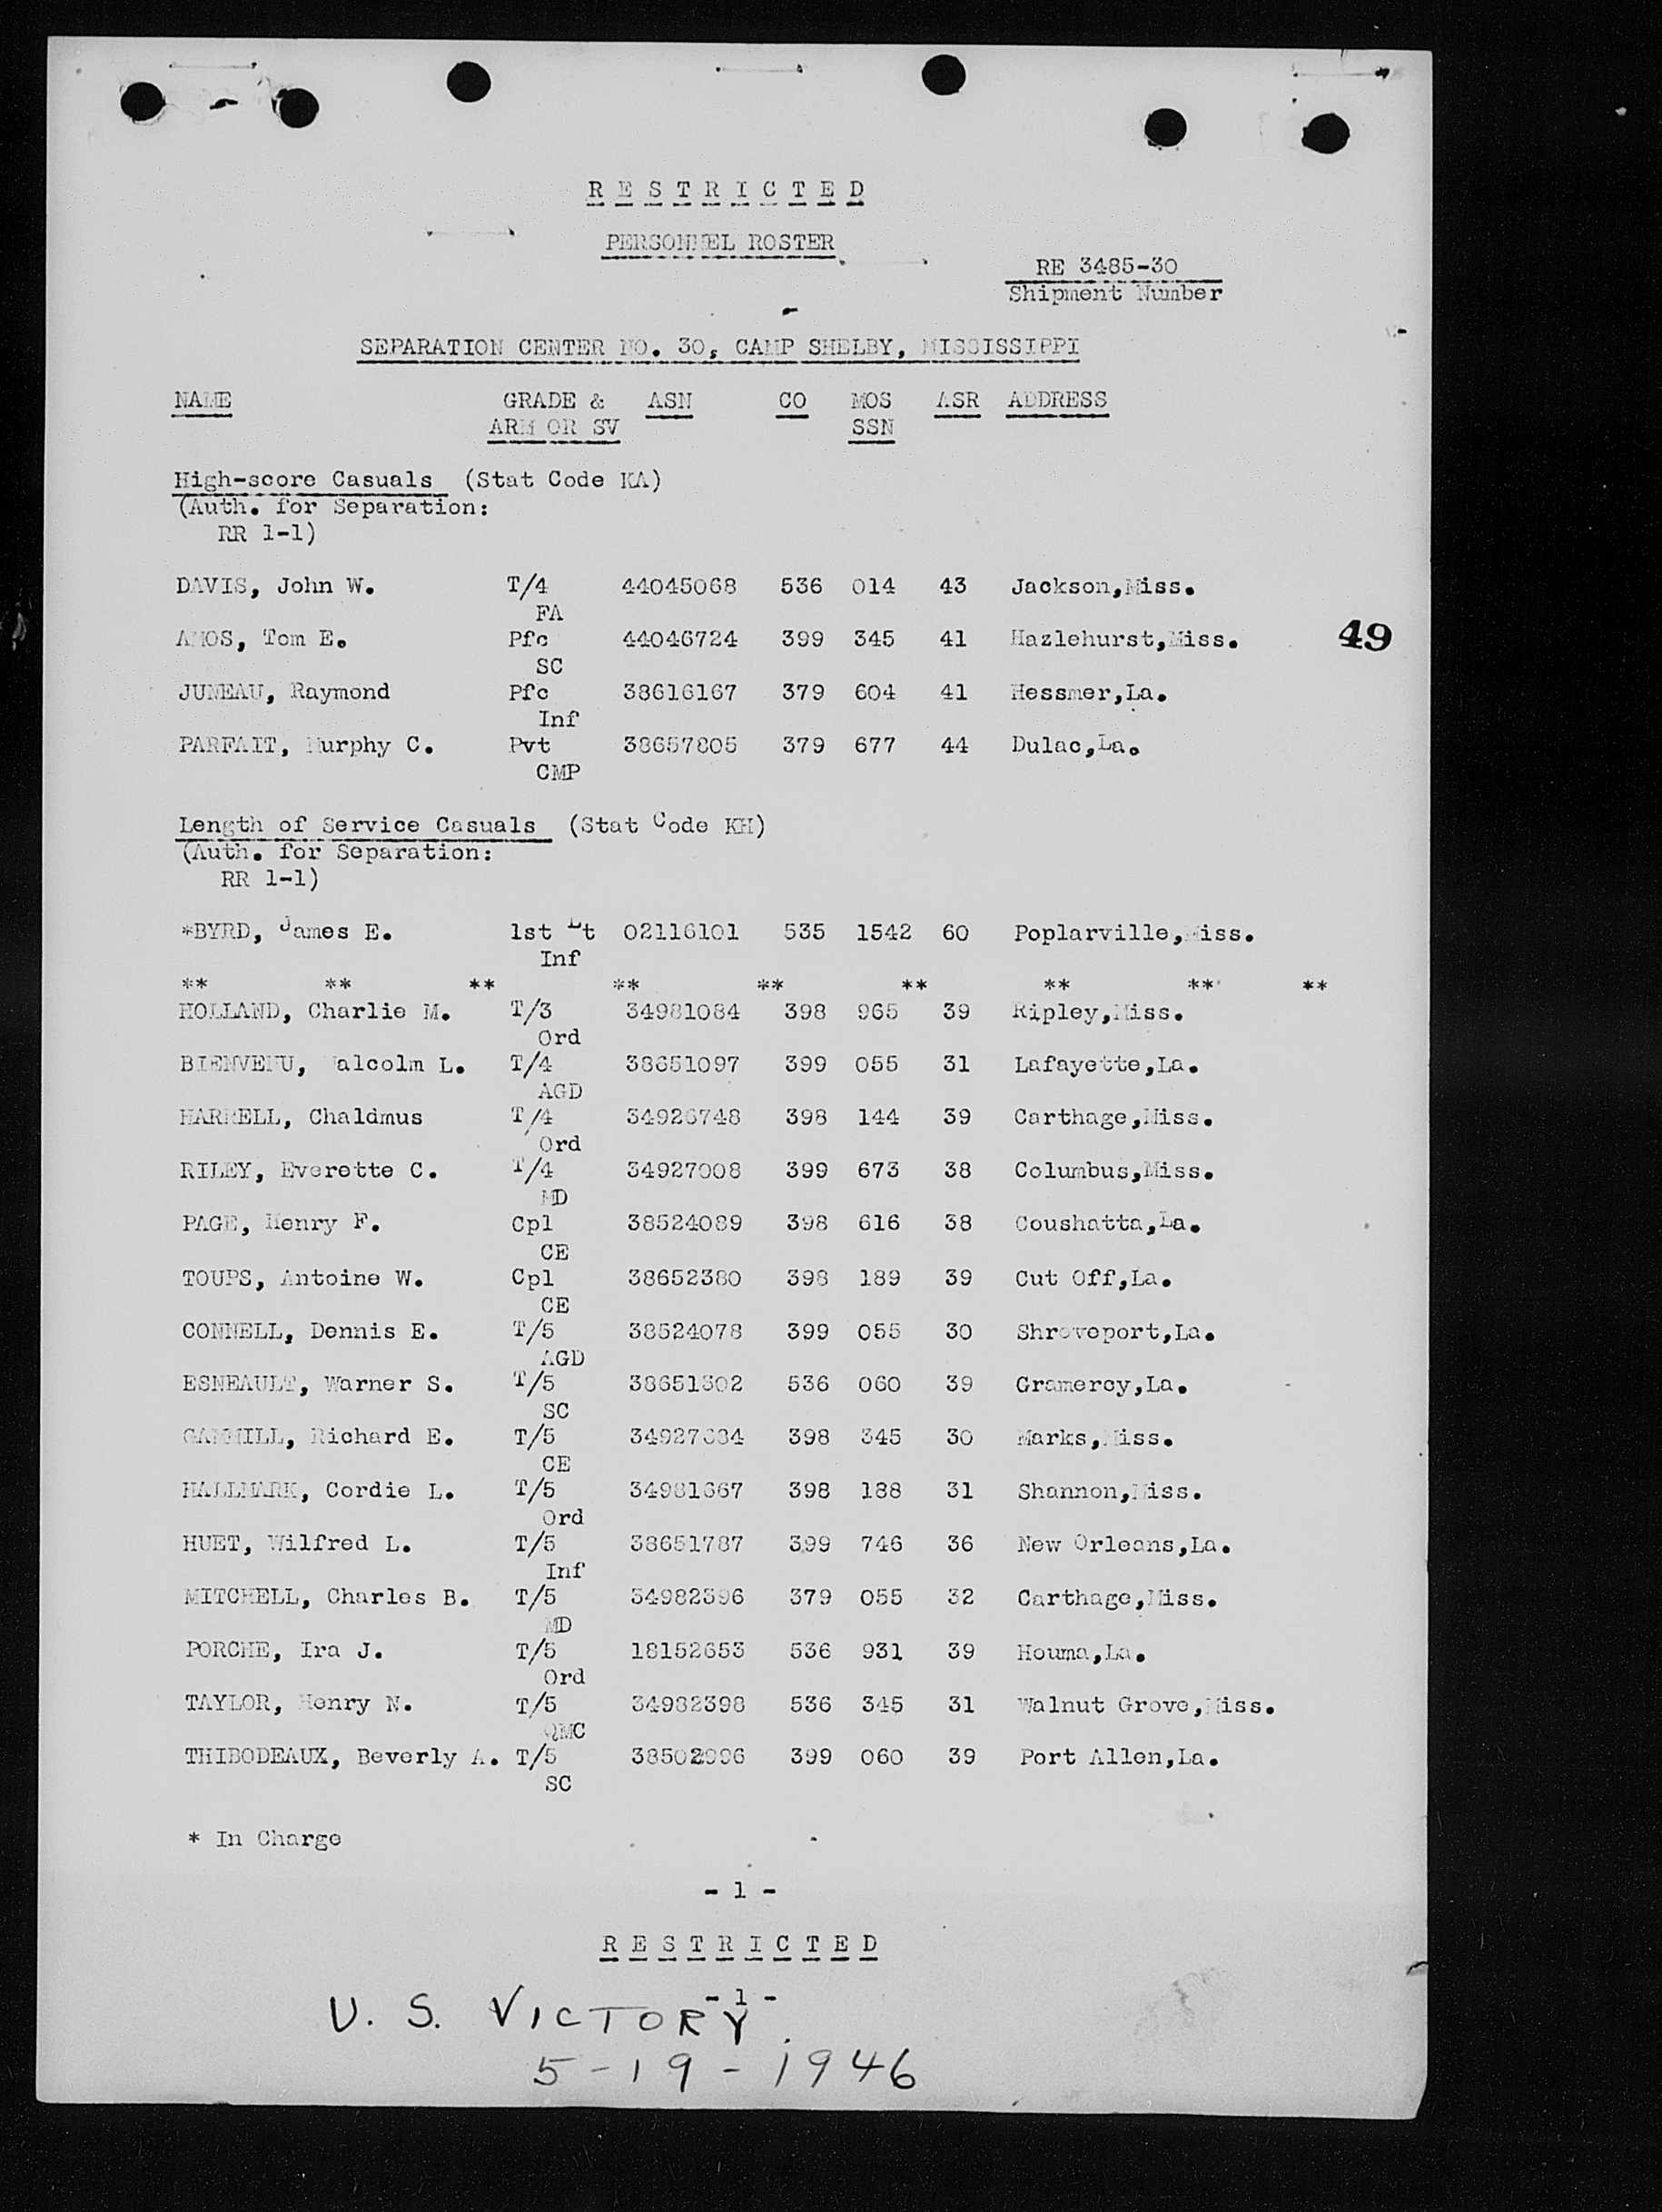 R E S T R I C T E D
PERSONNEL ROSTER
RE 3485-30
Shipment Number
SEPARATION CENTER NO. 30, CAMP SHELBY, MISSISSIPPI
NAME GRADE & ASN CO MOS ASR ADDRESS
ARM OR SV SSN
High-score Casuals (Stat Code KA)
(Auth. for Separation:
RR 1-1)
DAVIS, John W. T/4 44045068 536 014 43 Jackson,Miss.
FA
AMOS, Tom E. Pfc 44046724 399 345 41 Hazlehurst,Miss. 49
SC
JUNEAU, Raymond Pfc 38616167 379 604 41 Hessmer,La.
Inf
PARFAIT, Murphy C. Pvt 38657805 379 677 44 Dulac,La.
CMP
Length of Service Casuals (Stat Code KH)
(Auth. for Separation:
RR 1-1)
*BYRD, James E. 1st Lt 02116101 535 1542 60 Poplarville,Miss.
Inf
** ** ** ** ** ** ** ** **
HOLLAND, Charlie M. T/3 34981084 398 965 39 Ripley,Miss.
Ord
BIENVENU, Malcolm L. T/4 38651097 399 055 31 Lafayette,La.
AGD
HARRELL, Chaldmus T/4 34926748 398 144 39 Carthage,Miss.
Ord
RILEY, Everette C. T/4 34927008 399 673 38 Columbus,Miss.
MD
PAGE, Henry F. Cpl 38524089 398 616 38 Coushatta,La.
CE
TOUPS, Antoine W. Cpl 38652380 398 189 39 Cut Off,La.
CE
CONNELL, Dennis E. T/5 38524078 399 055 30 Shreveport,La.
AGD
ESNEAULT, Warner S. T/5 38651302 536 060 39 Gramercy,La.
SC
GAMMILL, Richard E. T/5 398 345 30 Marks,Miss.
CE
HALLMARK, Cordie L. T/5 34981667 398 188 31 Shannon,Miss.
Ord
HUET, Wilfred L. T/5 38651787 399 746 36 New Orleans,La.
Inf
MITCHELL, Charles B. T/5 34982396 379 055 32 Carthage,Miss.
MD
PORCHE, Ira J. T/5 18152653 536 931 39 Houma,La.
Ord
TAYLOR, Henry N. T/5 34982398 536 345 31 Walnut Grove,Miss.
QMC
THIBODEAUX, Beverly A. T/5 38502996 399 060 39 Port Allen,La.
SC
* In Charge
- 1 -
R E S T R I C T E D
- 1 -
U. S. VICTORY
5-19-1946